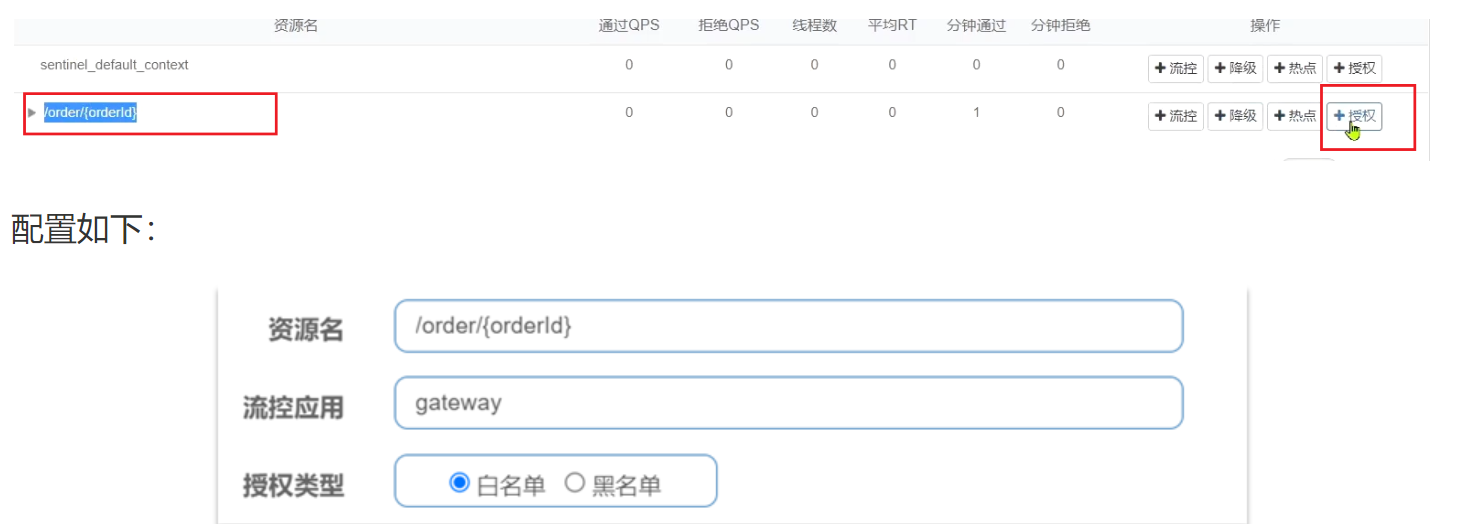 资源名 通过QPS 拒绝QPS 线程数 平均RT 分钟通过 分钟拒绝 操作
sentinel_default_context 0 0 0 0 0 0 +流控 +降级 +热点 +授权
/order/{orderId} 0 0 0 0 1 0 +流控 +降级 +热点 +授权
配置如下：
资源名 /order/{orderId}
流控应用 gateway
授权类型 白名单 黑名单